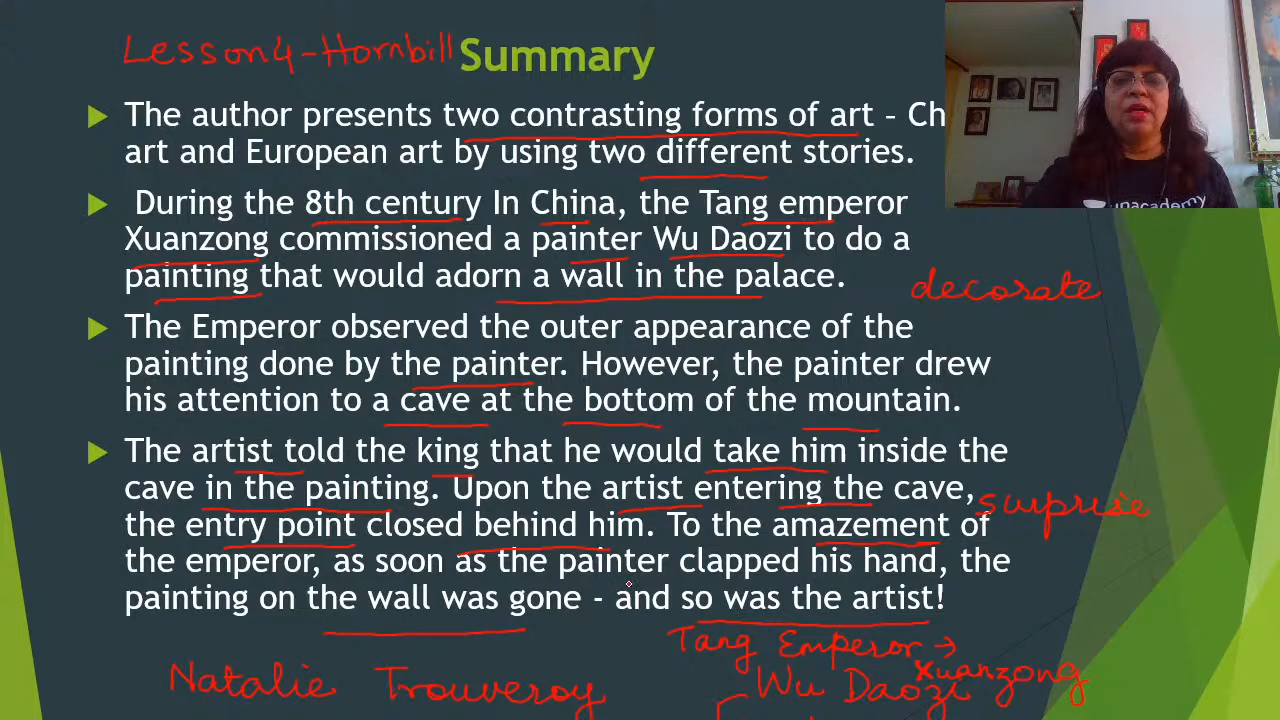 Lesson 4 - Hornbill Summary
The author presents two contrasting forms of art – Ch
art and European art by using two different stories.
During the 8th century In China, the Tang emperor
Xuanzong commissioned a painter Wu Daozi to do a
painting that would adorn a wall in the palace.
decorate
The Emperor observed the outer appearance of the
painting done by the painter. However, the painter drew
his attention to a cave at the bottom of the mountain.
The artist told the king that he would take him inside the
cave in the painting. Upon the artist entering the cave,
surprise
the entry point closed behind him. To the amazement of
the emperor, as soon as the painter clapped his hand, the
painting on the wall was gone - and so was the artist!
Tang Emperor →
Xuanzong
Natalie Trouveroy
Wu Daozi
unacademy